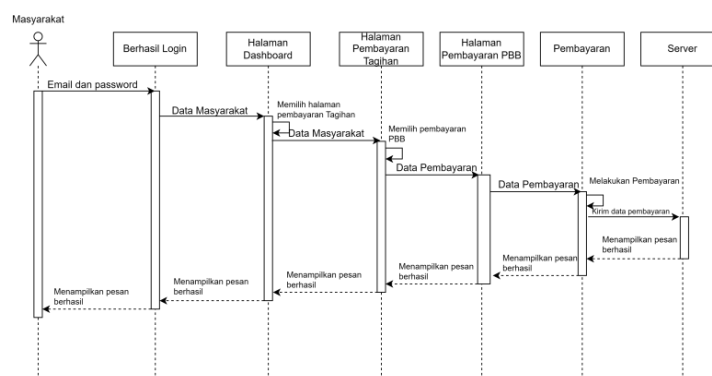 Masyarakat
Berhasil Login
Halaman
Dashboard
Halaman
Pembayaran
Tagihan
Halaman
Pembayaran PBB
Pembayaran
Server
Email dan password
Data Masyarakat
Memilih halaman
pembayaran Tagihan
Data Masyarakat
Memilih pembayaran
PBB
Data Pembayaran
Data Pembayaran
Melakukan Pembayaran
Kirim data pembayaran
Menampilkan pesan
berhasil
Menampilkan pesan
berhasil
Menampilkan pesan
berhasil
Menampilkan pesan
berhasil
Menampilkan pesan
berhasil
Menampilkan pesan
berhasil